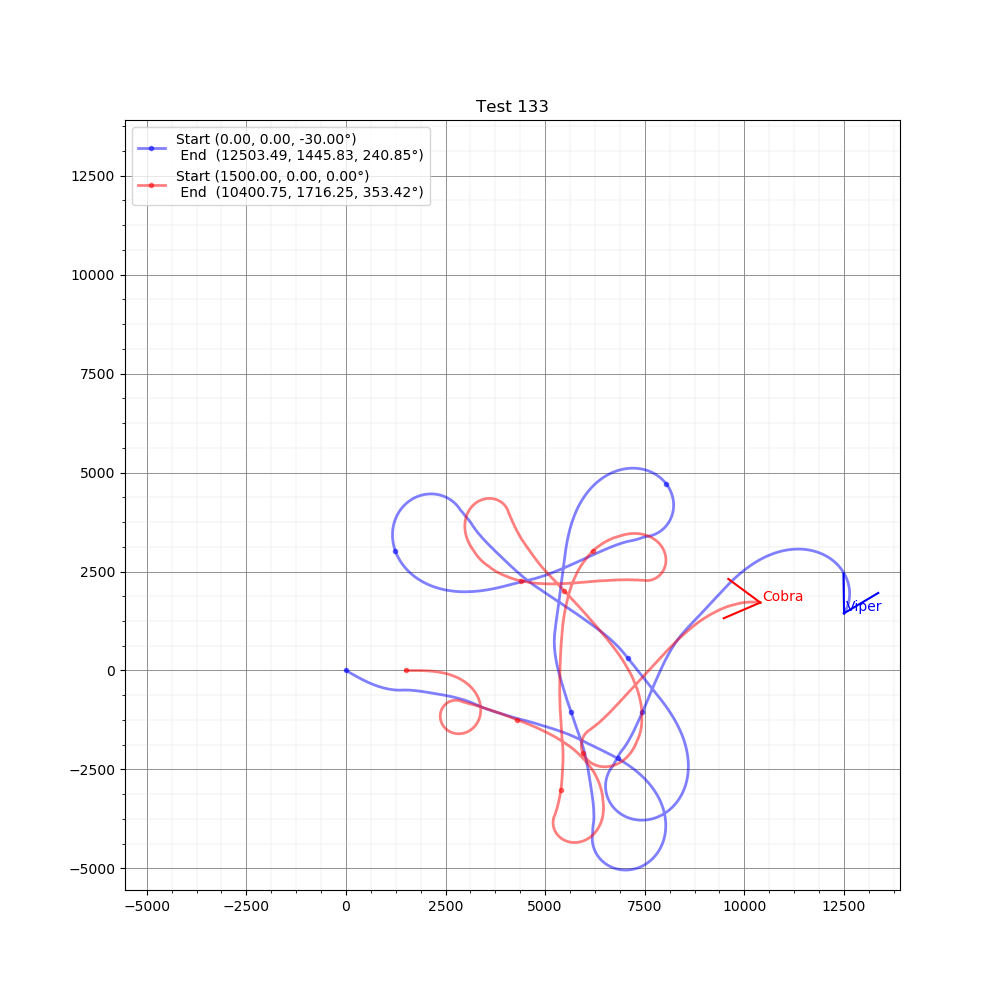 Test 133
Start (0.00, 0.00, -30.00°)
End (12503.49, 1445.83, 240.85°)
Start (1500.00, 0.00, 0.00°)
End (10400.75, 1716.25, 353.42°)
12500
10000
7500
5000
2500
0
−2500
−5000
Cobra
Viper
−5000 −2500 0 2500 5000 7500 10000 12500